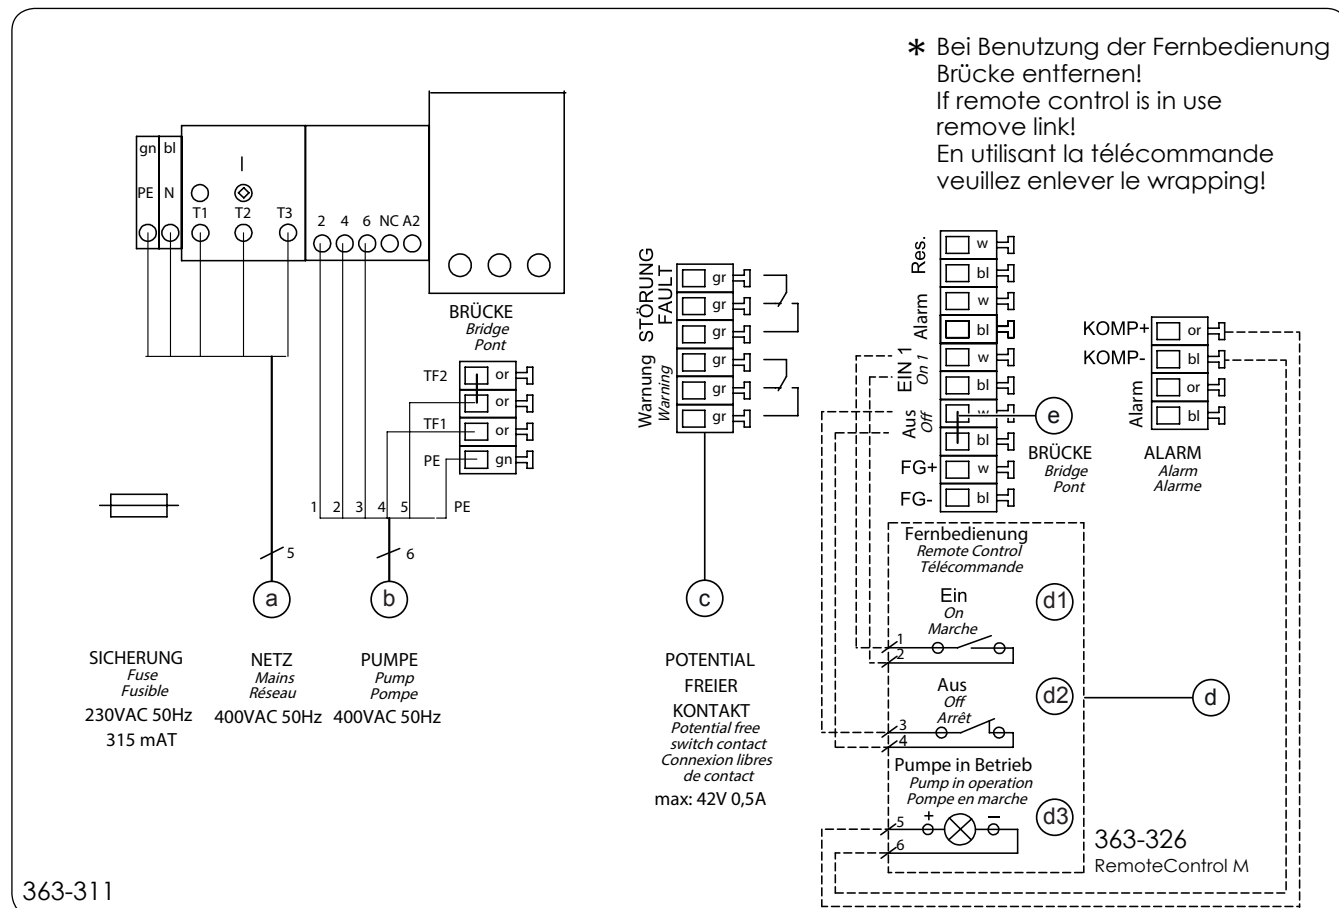 * Bei Benutzung der Fernbedienung
Brücke entfernen!
If remote control is in use
remove link!
En utilisant la télécommande
veuillez enlever le wrapping!
gn bl
PE N
I
T1 T2 T3
2 4 6 NC A2
BRÜCKE
Bridge
Pont
TF2 or
or
TF1 or
PE gn
1 2 3 4 5 PE
5
6
a
b
SICHERUNG
Fuse
Fusible
230VAC 50Hz
315 mAT
NETZ
Mains
Réseau
400VAC 50Hz
PUMPE
Pump
Pompe
400VAC 50Hz
STÖRUNG
FAULT
gr
gr
gr
Warnung
Warning
gr
gr
gr
c
POTENTIAL
FREIER
KONTAKT
Potential free
switch contact
Connexion libres
de contact
max: 42V 0,5A
Res.
w
bl
Alarm
w
bl
EIN 1
On 1
w
bl
Aus
Off
w
bl
FG+ w
FG- bl
e
BRÜCKE
Bridge
Pont
KOMP+ or
KOMP- bl
Alarm
or
bl
ALARM
Alarm
Alarme
Fernbedienung
Remote Control
Télécommande
Ein
On
Marche
d1
1
2
Aus
Off
Arrêt
d2
d
3
4
Pumpe in Betrieb
Pump in operation
Pompe en marche
d3
5 + −
6
363-326
RemoteControl M
363-311